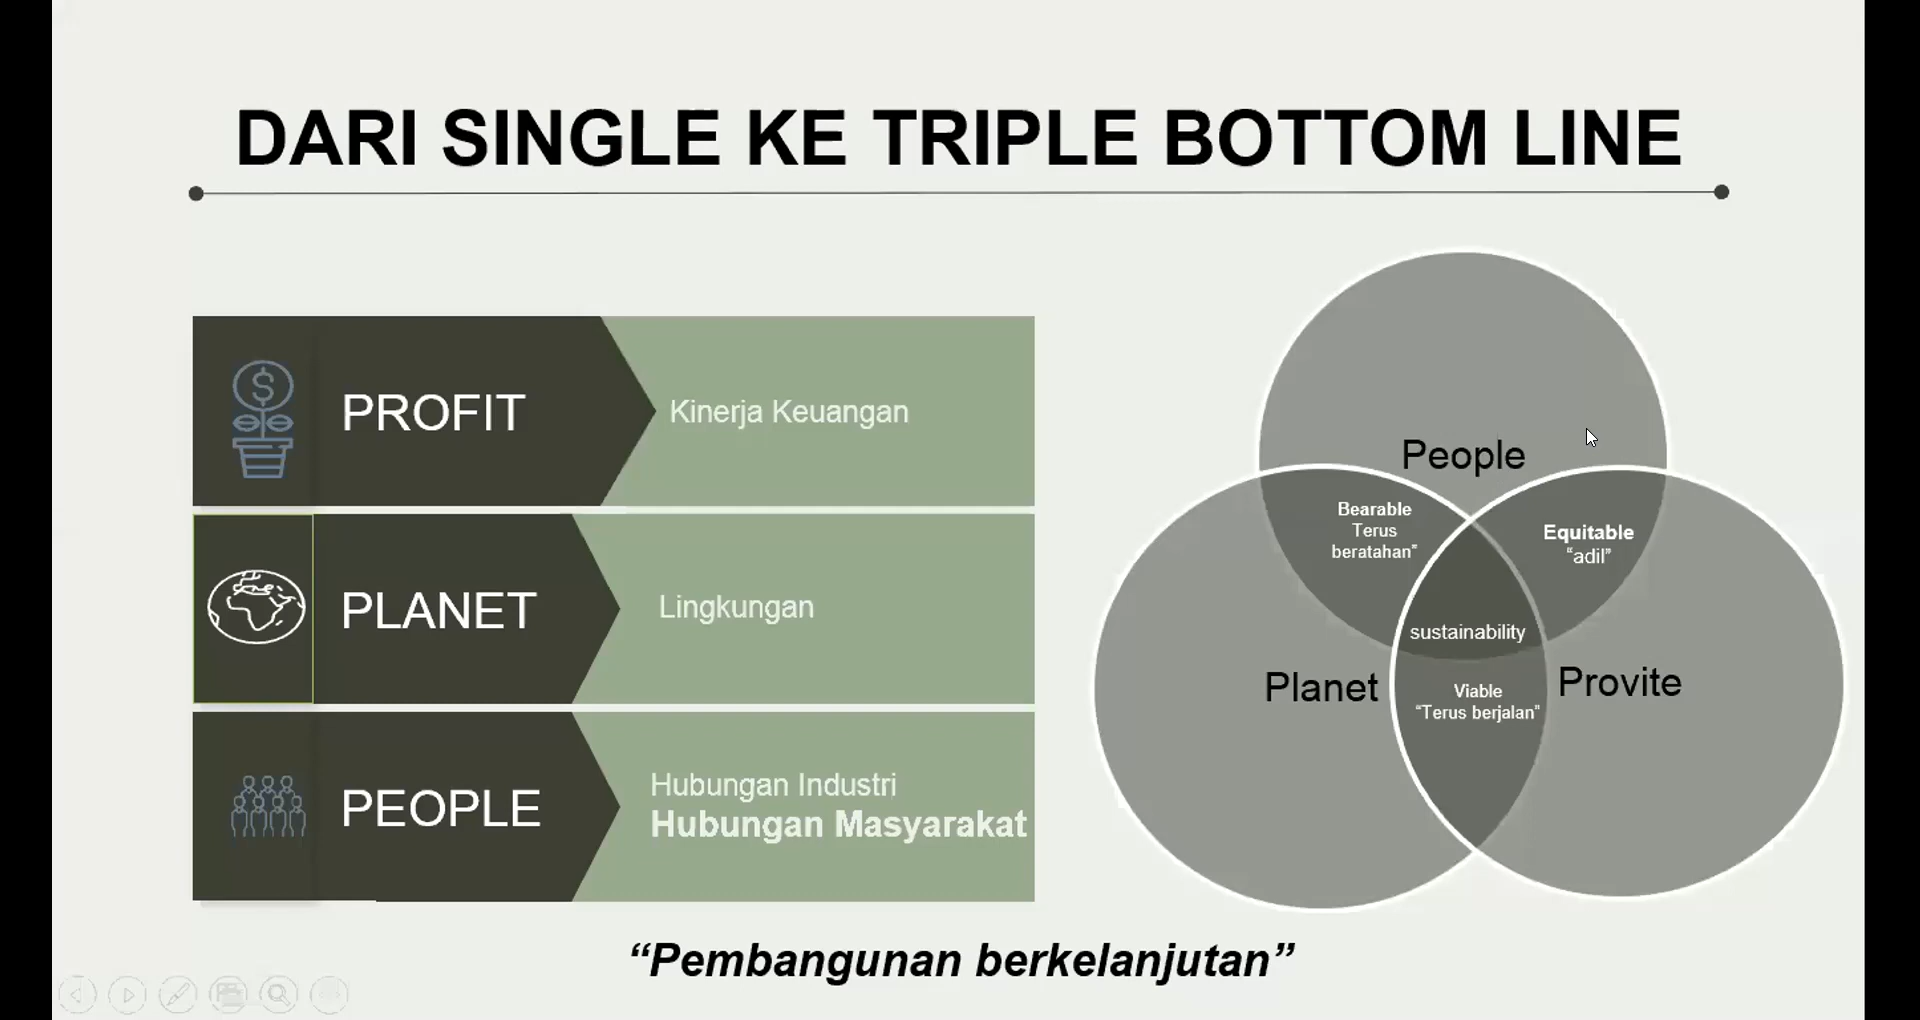 DARI SINGLE KE TRIPLE BOTTOM LINE
$
PROFIT
Kinerja Keuangan
PLANET
Lingkungan
PEOPLE
Hubungan Industri
Hubungan Masyarakat
People
Bearable
Terus
beratahan”
Equitable
“adil”
sustainability
Planet
Provite
Viable
“Terus berjalan”
“Pembangunan berkelanjutan”